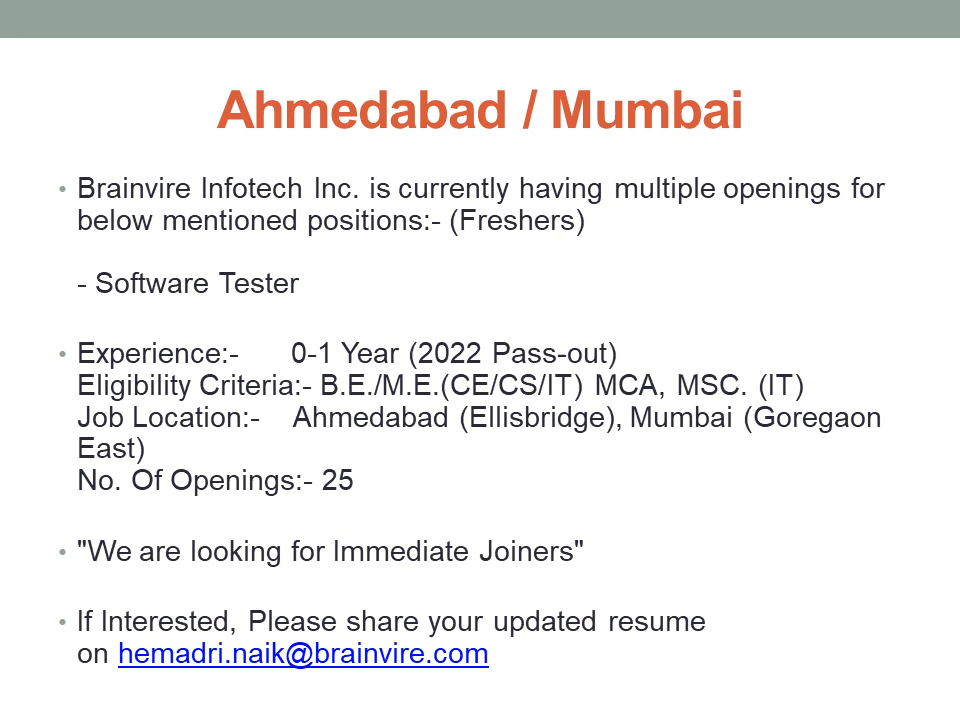 Ahmedabad / Mumbai
• Brainvire Infotech Inc. is currently having multiple openings for
below mentioned positions:- (Freshers)
- Software Tester
• Experience:- 0-1 Year (2022 Pass-out)
Eligibility Criteria:- B.E./M.E.(CE/CS/IT) MCA, MSC. (IT)
Job Location:- Ahmedabad (Ellisbridge), Mumbai (Goregaon
East)
No. Of Openings:- 25
• "We are looking for Immediate Joiners"
• If Interested, Please share your updated resume
on hemadri.naik@brainvire.com